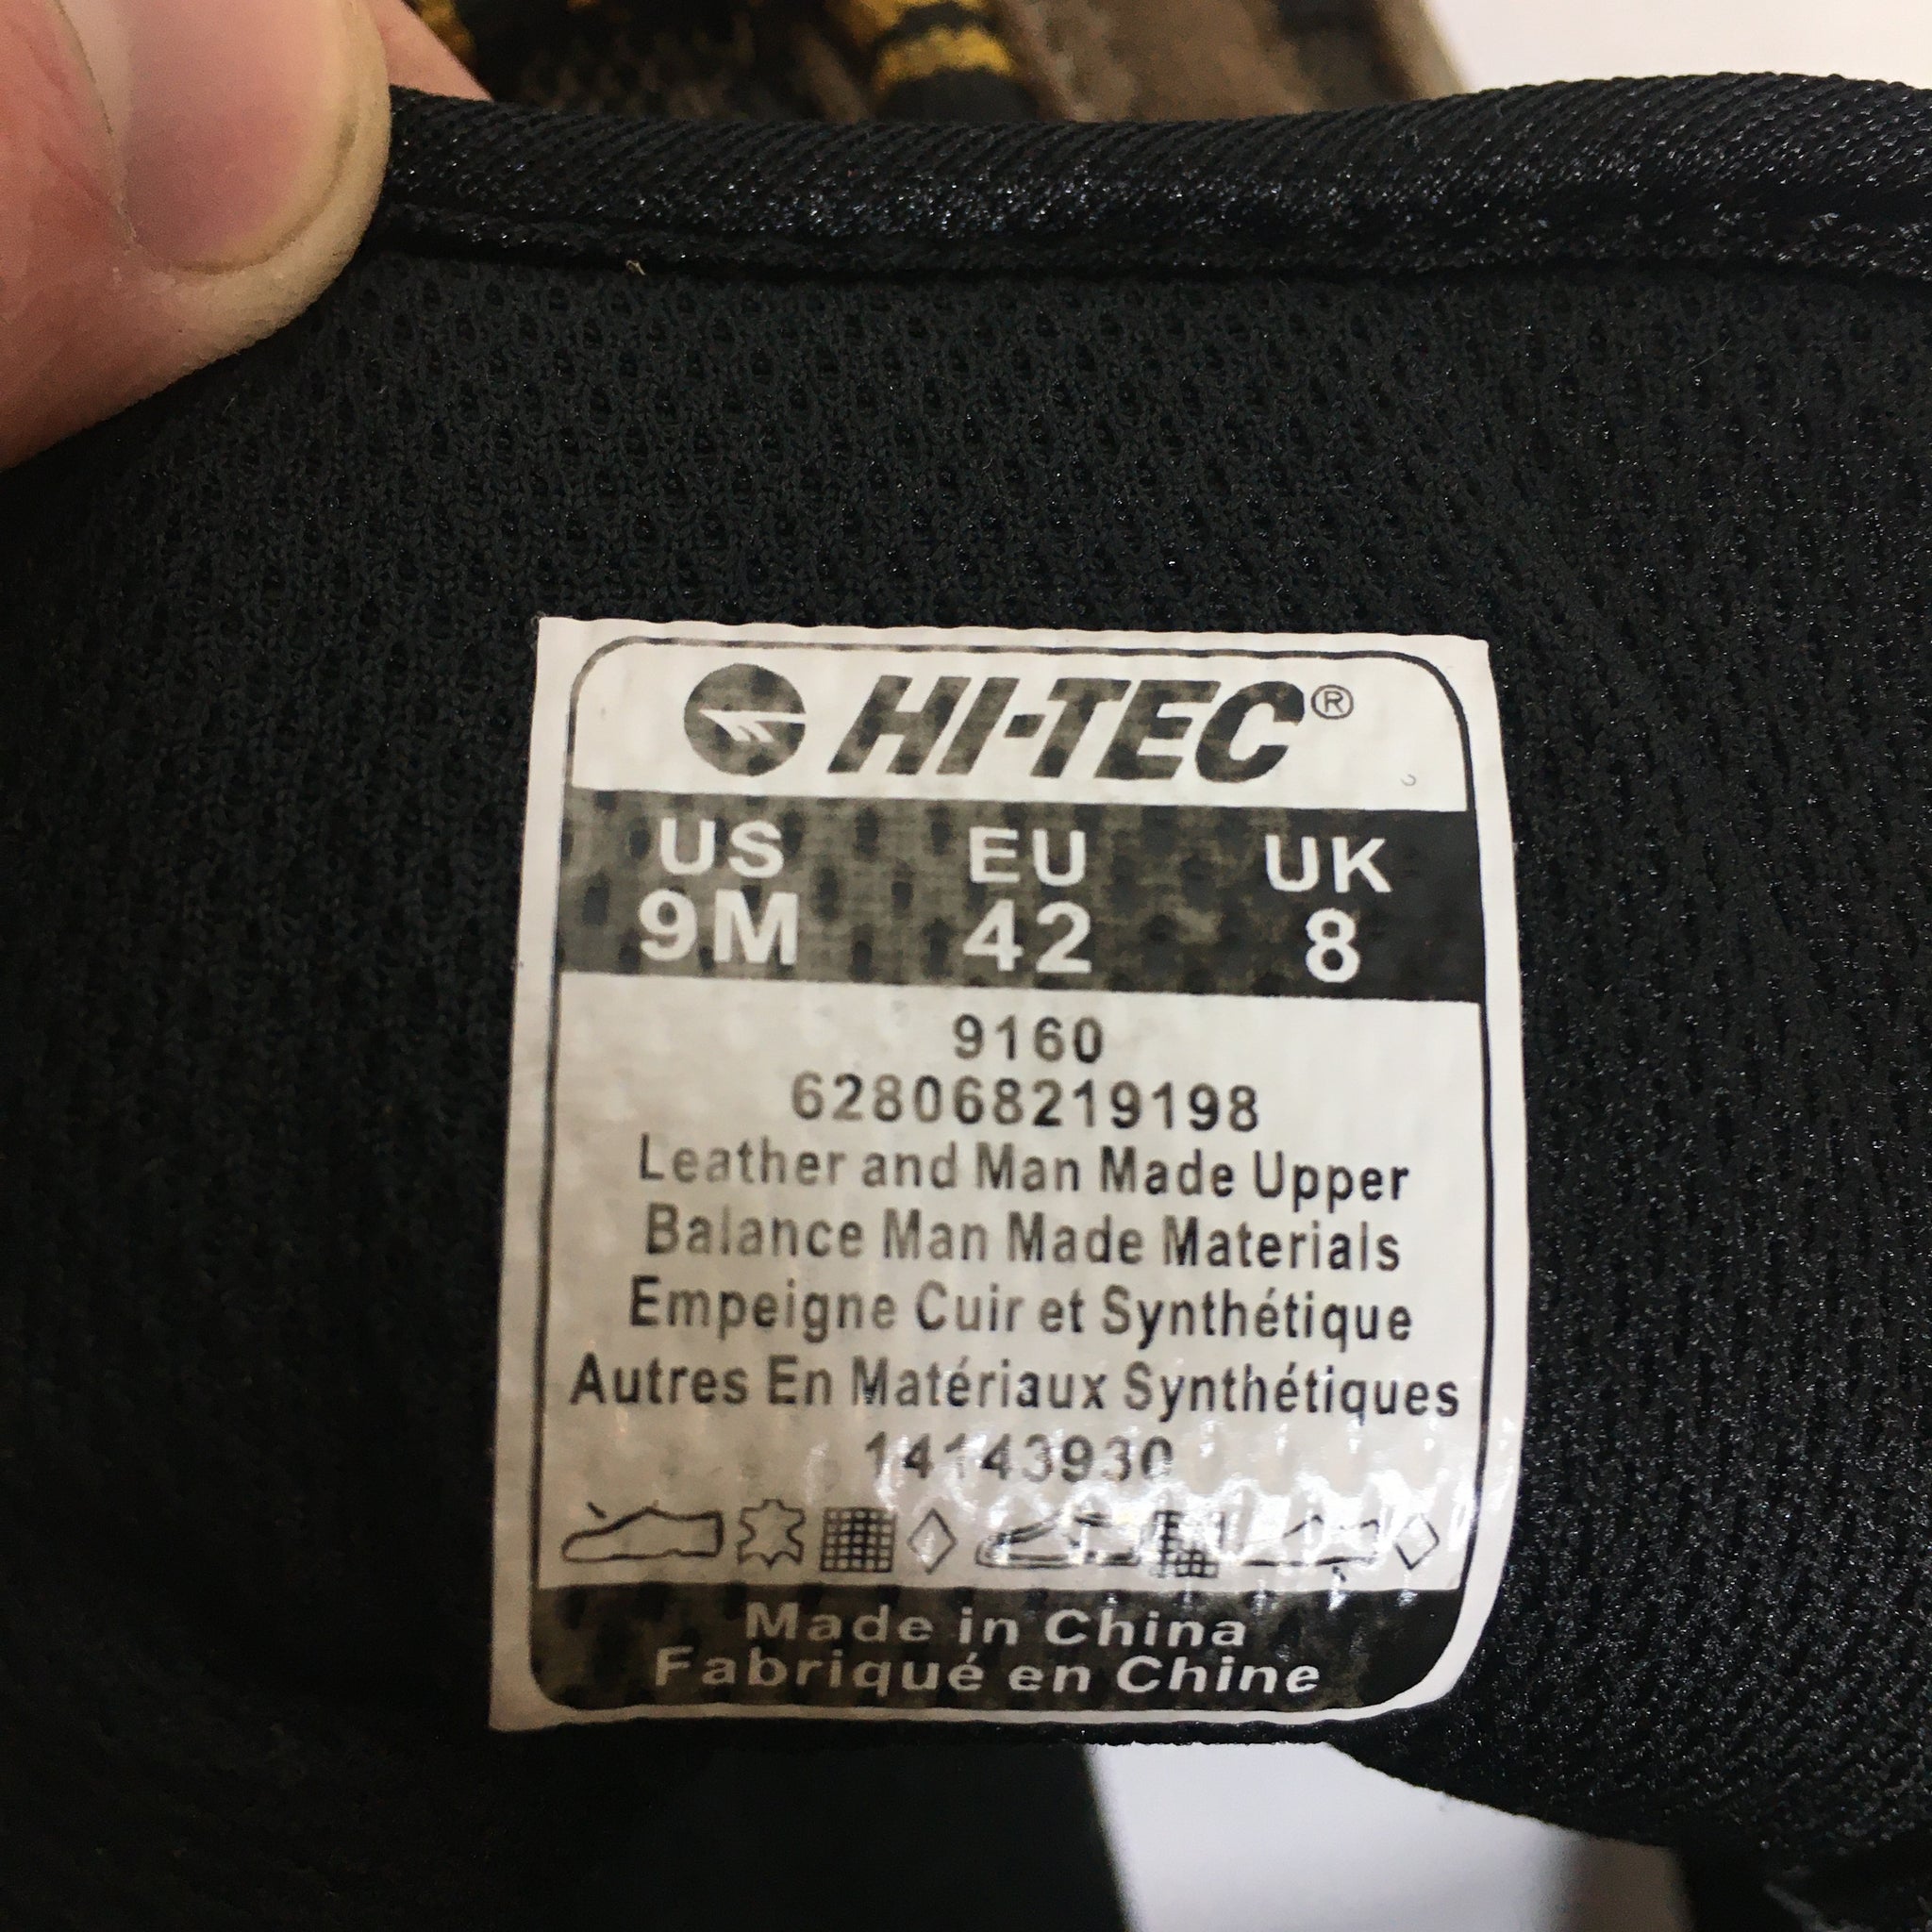 HI-TEC®
US EU UK
9M 42 8
9160
628068219198
Leather and Man Made Upper
Balance Man Made Materials
Empeigne Cuir et Synthétique
Autres En Matériaux Synthétiques
14143930
Made in China
Fabriqué en Chine